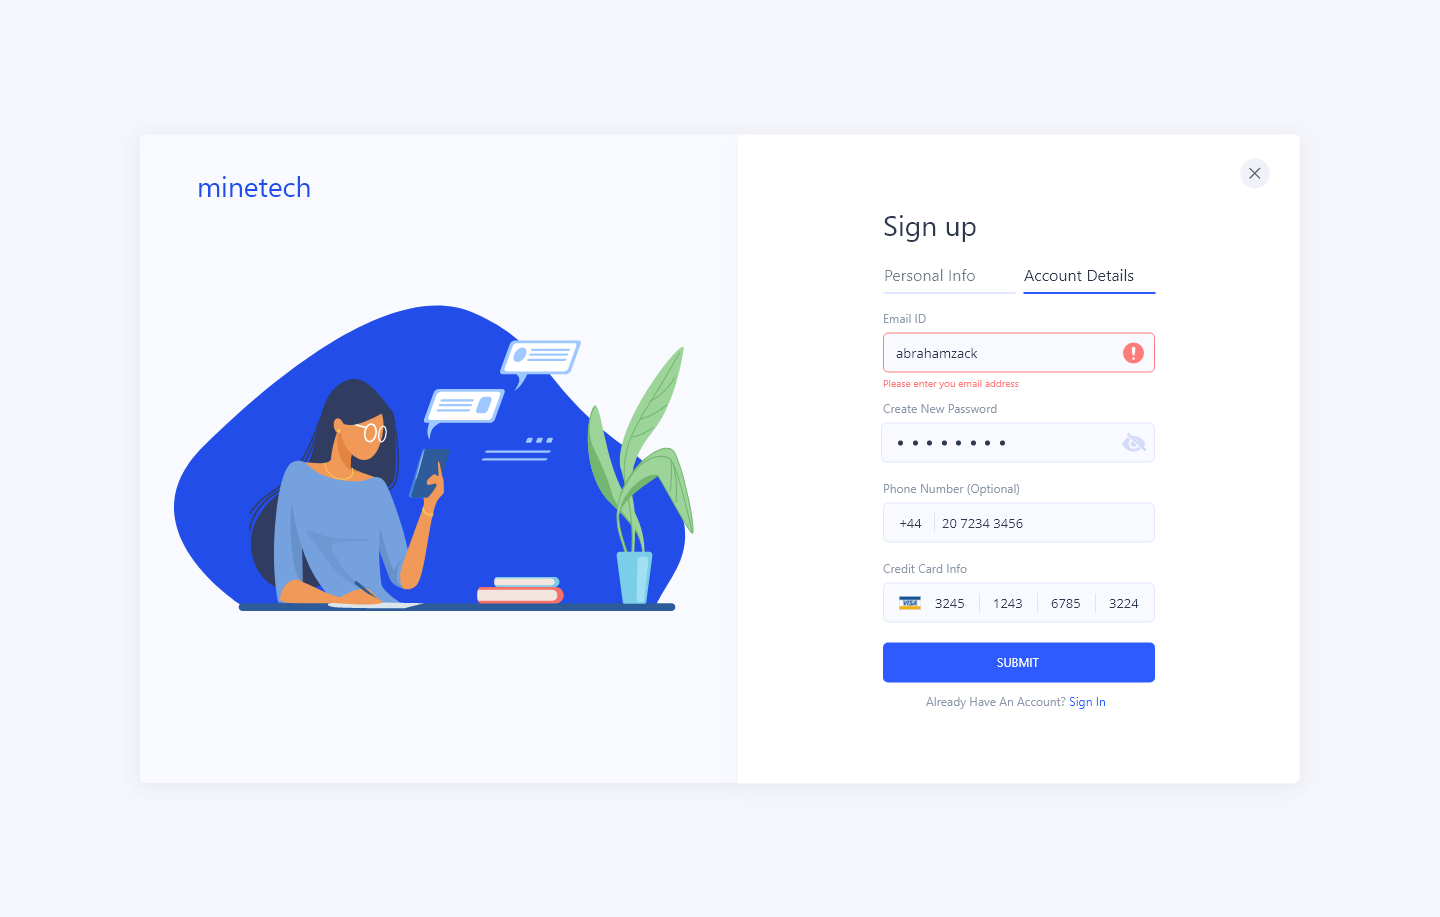 minetech
Sign up
Personal Info Account Details
Email ID
abrahamzack
Please enter you email address
Create New Password
Phone Number (Optional)
+44 20 7234 3456
Credit Card Info
VISA 3245 1243 6785 3224
SUBMIT
Already Have An Account? Sign In